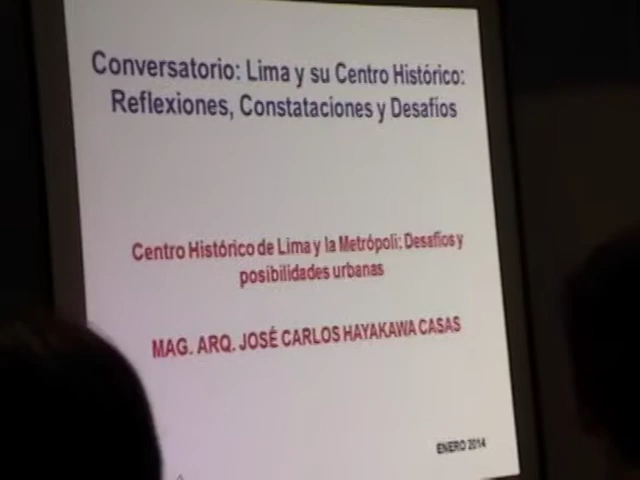 Conversatorio: Lima y su Centro Histórico:
Reflexiones, Constataciones y Desafíos
Centro Histórico de Lima y la Metrópoli: Desafíos y
posibilidades urbanas
MAG. ARQ. JOSÉ CARLOS HAYAKAWA CASAS
ENERO 2014